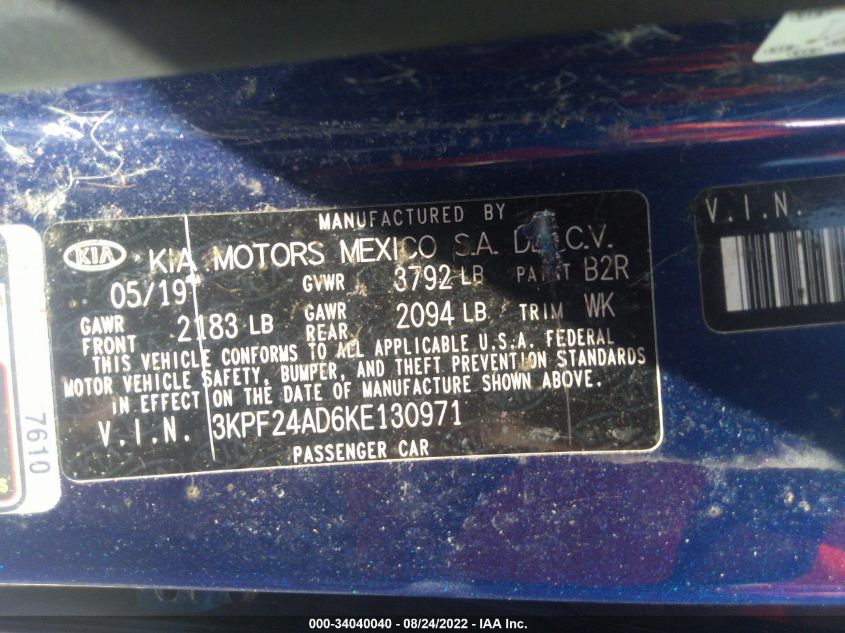 MANUFACTURED BY
KIA KIA MOTORS MEXICO S.A. DE C.V.
05/19 GVWR 3792 LB PAINT B2R
GAWR FRONT 2183 LB GAWR REAR 2094 LB TRIM WK
THIS VEHICLE CONFORMS TO ALL APPLICABLE U.S.A. FEDERAL
MOTOR VEHICLE SAFETY, BUMPER, AND THEFT PREVENTION STANDARDS
IN EFFECT ON THE DATE OF MANUFACTURE SHOWN ABOVE.
V.I.N. 3KPF24AD6KE130971
PASSENGER CAR
7610
V.I.N.
000-34040040 - 08/24/2022 - IAA Inc.